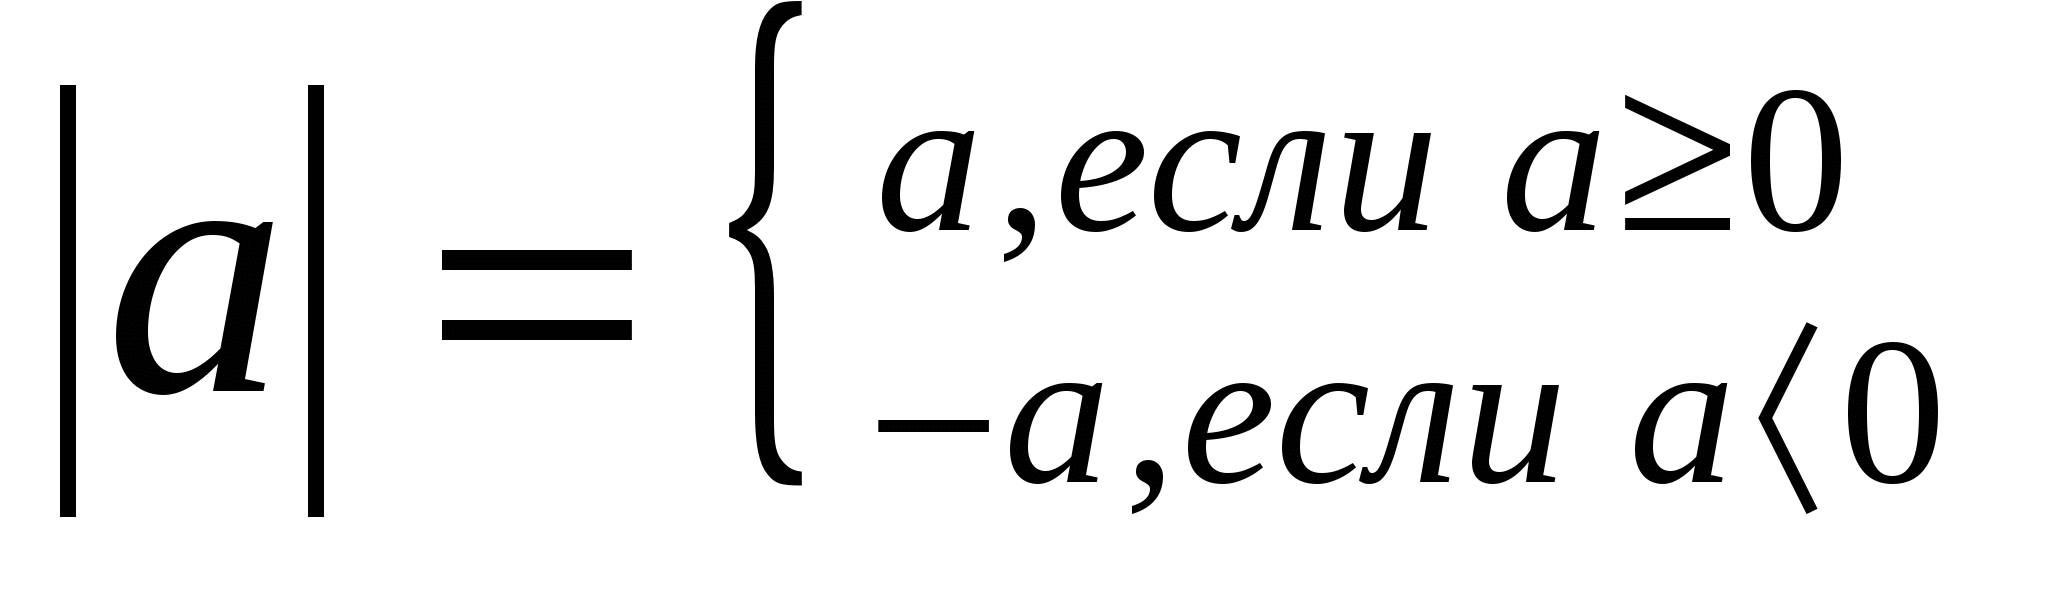 |a| = { a, если a≥0
−a, если a〈0